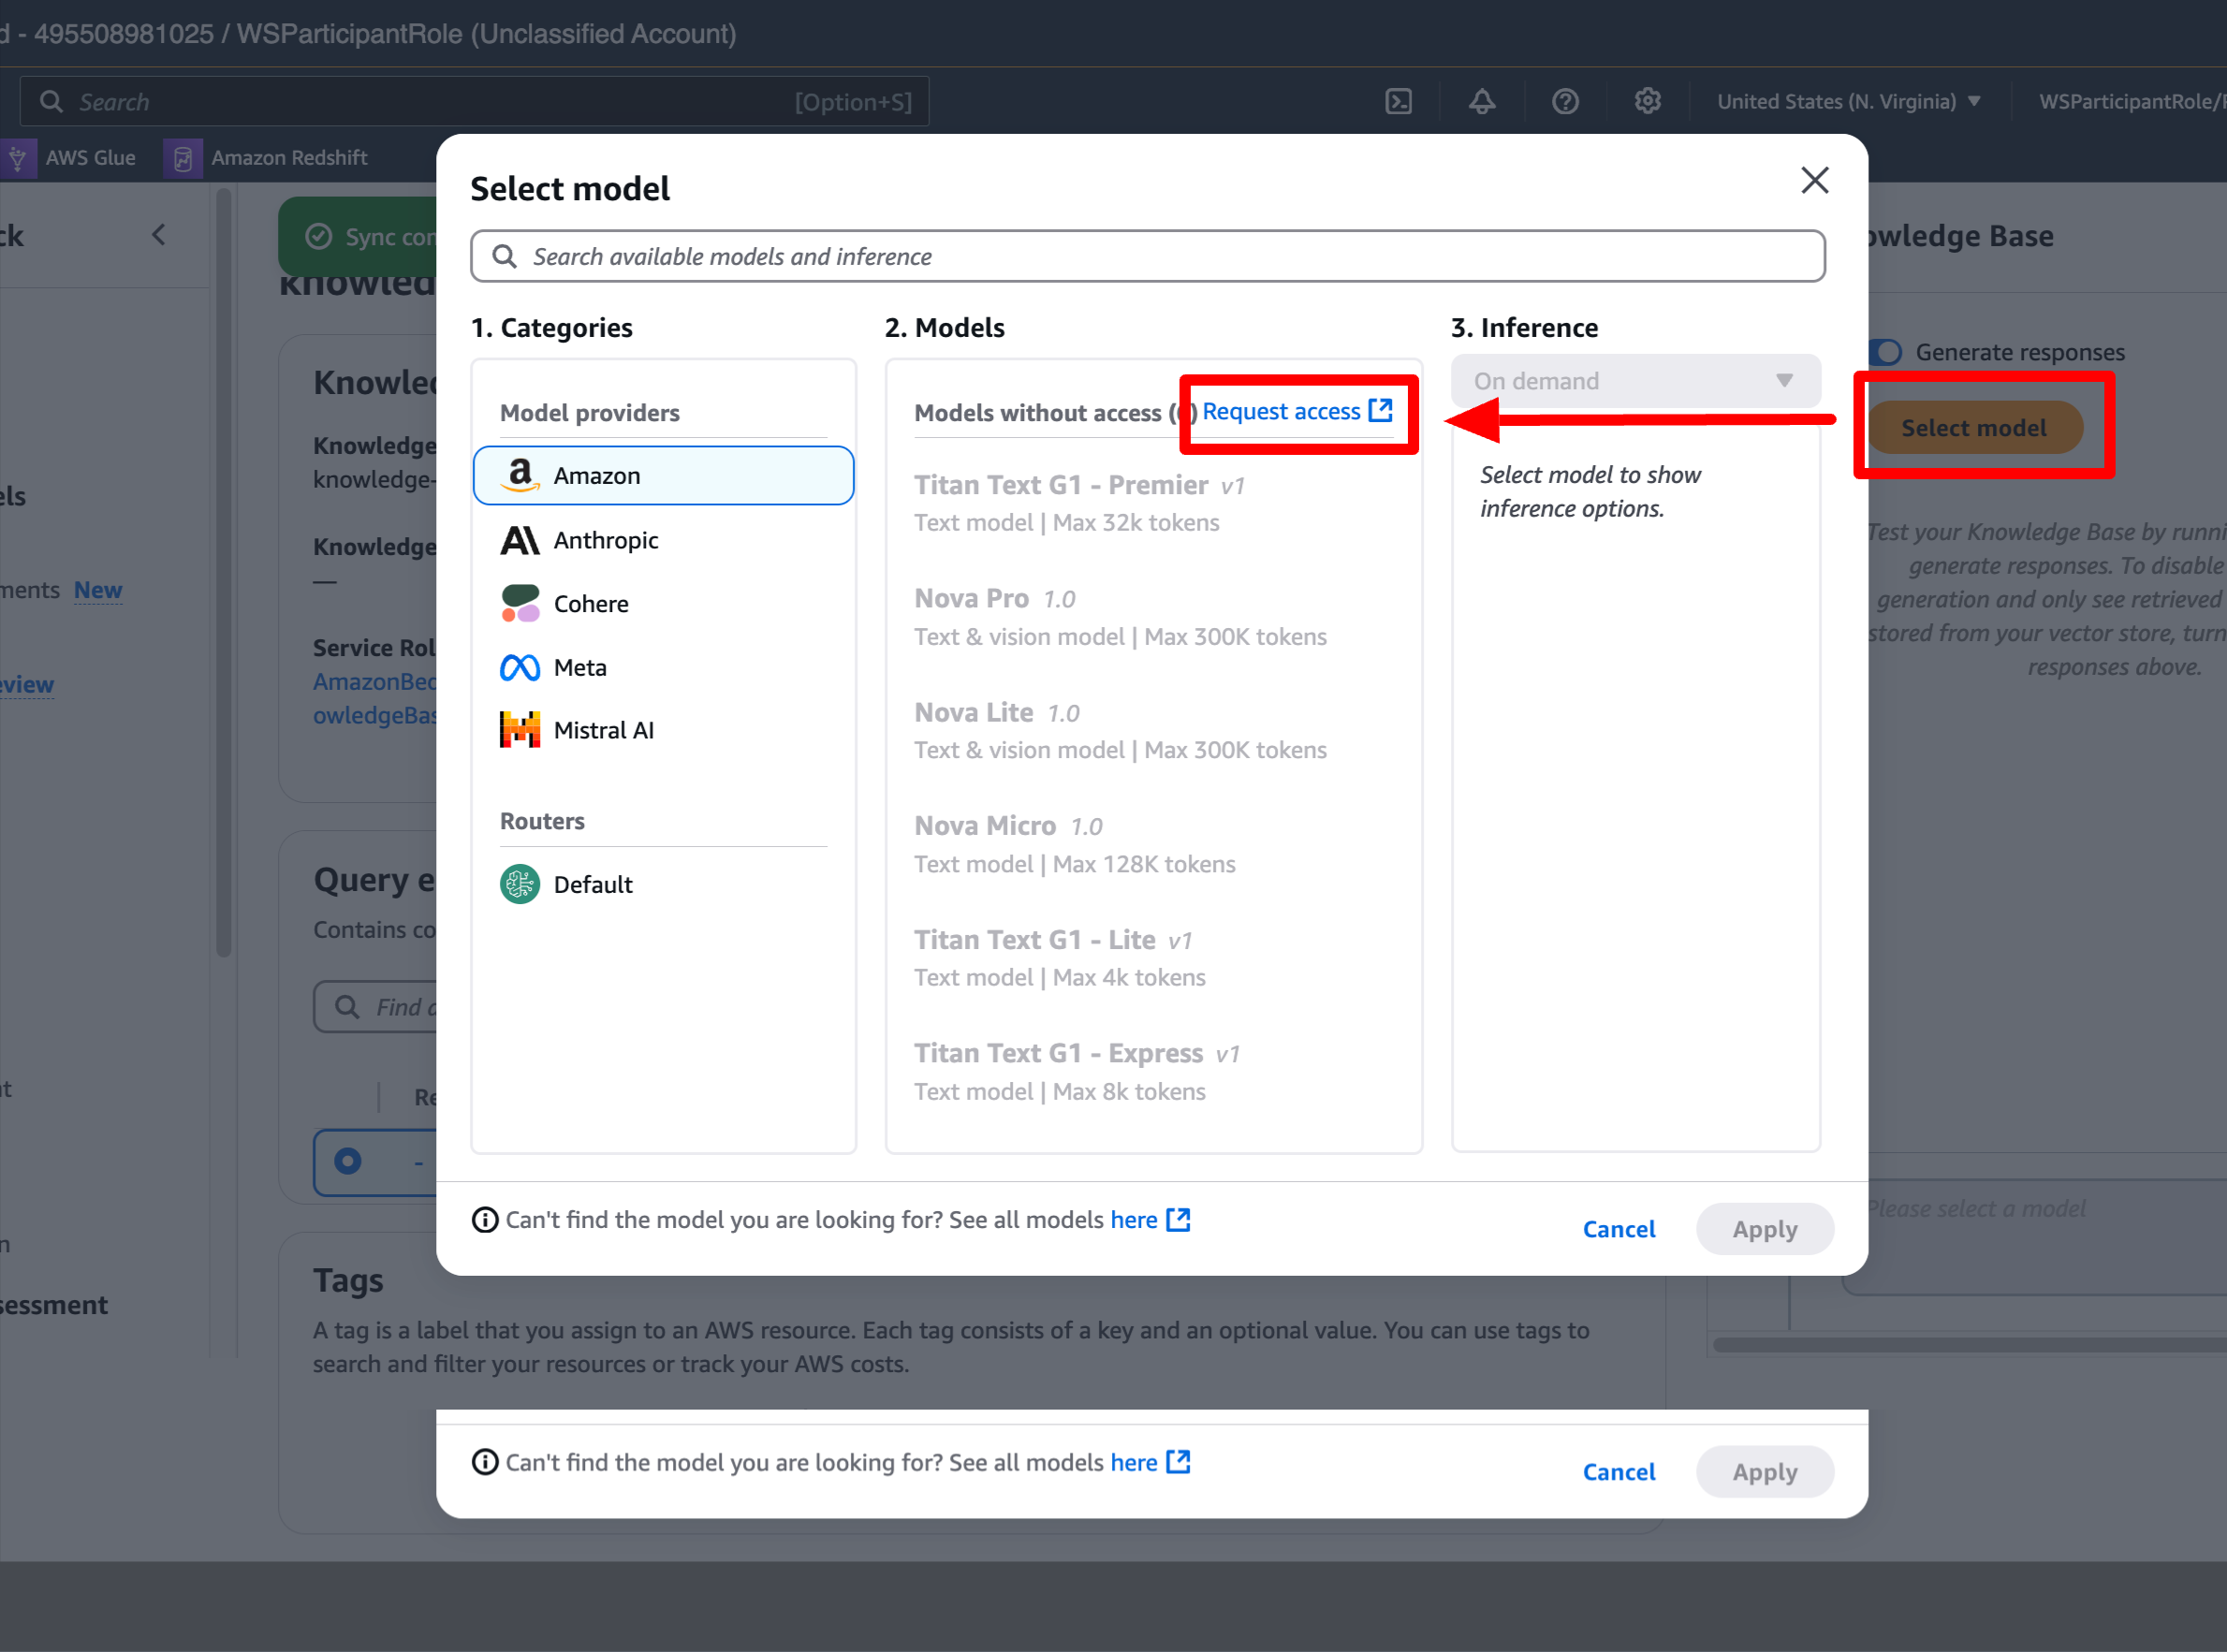 d - 495508981025 / WSParticipantRole (Unclassified Account)
Search [Option+S]
United States (N. Virginia)
WSParticipantRole/
AWS Glue
Amazon Redshift
Select model
Search available models and inference
1. Categories
Model providers
Amazon
Anthropic
Cohere
Meta
Mistral AI
Routers
Default
2. Models
Models without access (
Request access
Titan Text G1 - Premier v1
Text model | Max 32k tokens
Nova Pro 1.0
Text & vision model | Max 300K tokens
Nova Lite 1.0
Text & vision model | Max 300K tokens
Nova Micro 1.0
Text model | Max 128K tokens
Titan Text G1 - Lite v1
Text model | Max 4k tokens
Titan Text G1 - Express v1
Text model | Max 8k tokens
3. Inference
On demand
Select model to show
inference options.
Can't find the model you are looking for? See all models here
Cancel
Apply
ck
els
ments New
eview
t
n
sessment
Sync con
knowled
Knowled
Knowledge
knowledge-
Knowledge
—
Service Rol
AmazonBed
owledgeBas
Query e
Contains co
Find a
Re
-
Tags
A tag is a label that you assign to an AWS resource. Each tag consists of a key and an optional value. You can use tags to
search and filter your resources or track your AWS costs.
owledge Base
Generate responses
Select model
Test your Knowledge Base by runni
generate responses. To disable
generation and only see retrieved
stored from your vector store, turn
responses above.
Please select a model
Can't find the model you are looking for? See all models here
Cancel
Apply